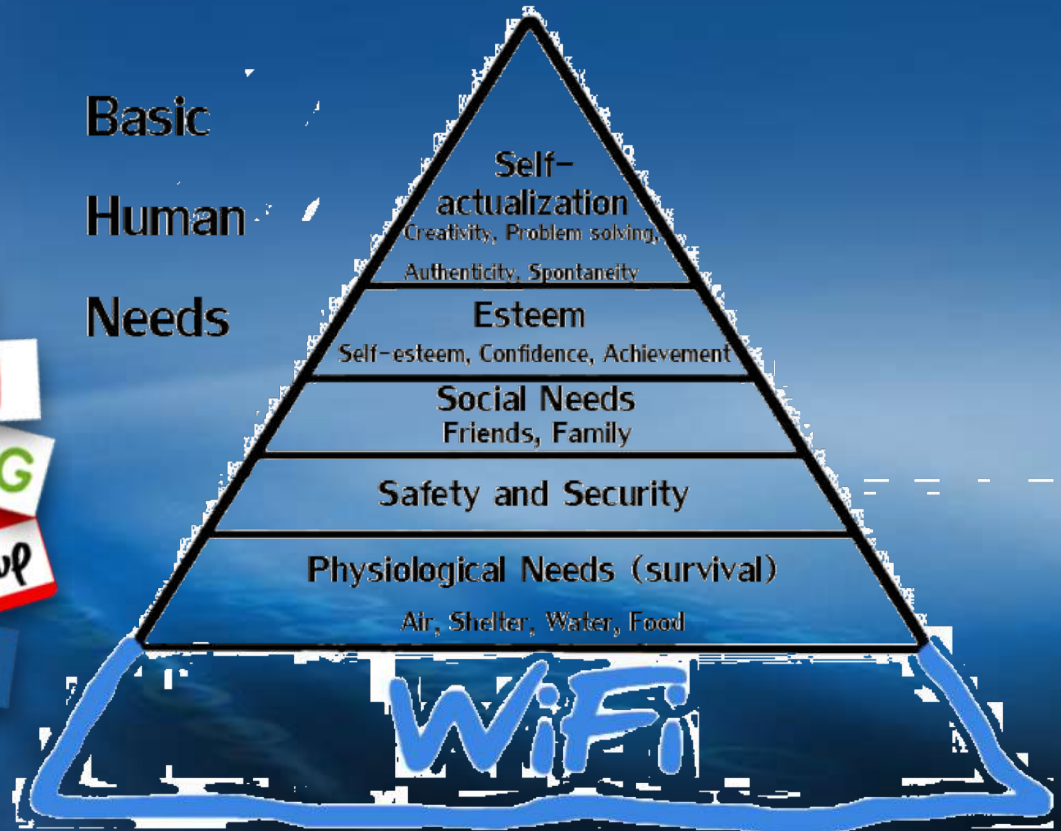 Basic
Human
Needs
Self-
actualization
Creativity, Problem solving,
Authenticity, Spontaneity
Esteem
Self-esteem, Confidence, Achievement
Social Needs
Friends, Family
Safety and Security
Physiological Needs (survival)
Air, Shelter, Water, Food
WiFi
G